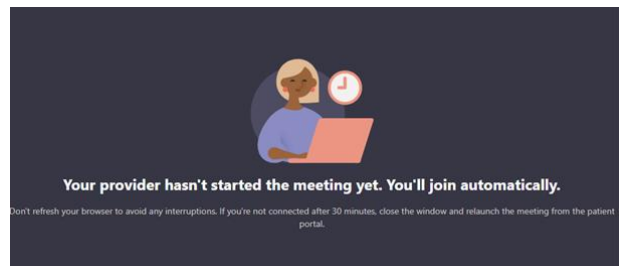 Your provider hasn't started the meeting yet. You'll join automatically.
Don't refresh your browser to avoid any interruptions. If you're not connected after 30 minutes, close the window and relaunch the meeting from the patient
portal.